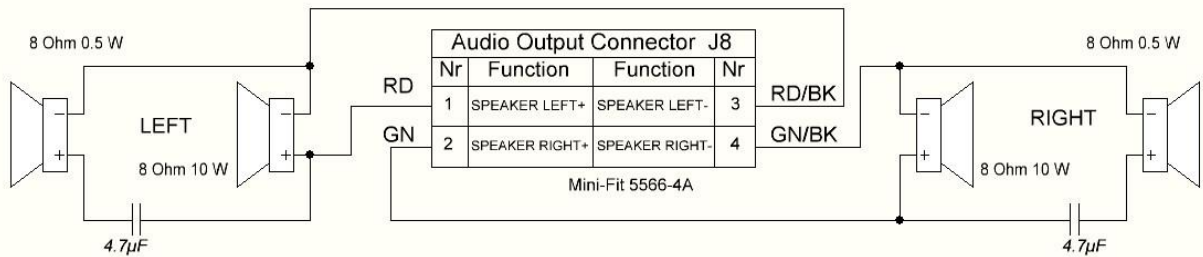 8 Ohm 0.5 W
LEFT
8 Ohm 10 W
4.7µF
RD
GN
Audio Output Connector J8
Nr Function Function Nr
1 SPEAKER LEFT+ SPEAKER LEFT- 3
2 SPEAKER RIGHT+ SPEAKER RIGHT- 4
Mini-Fit 5566-4A
RD/BK
GN/BK
8 Ohm 0.5 W
RIGHT
8 Ohm 10 W
4.7µF